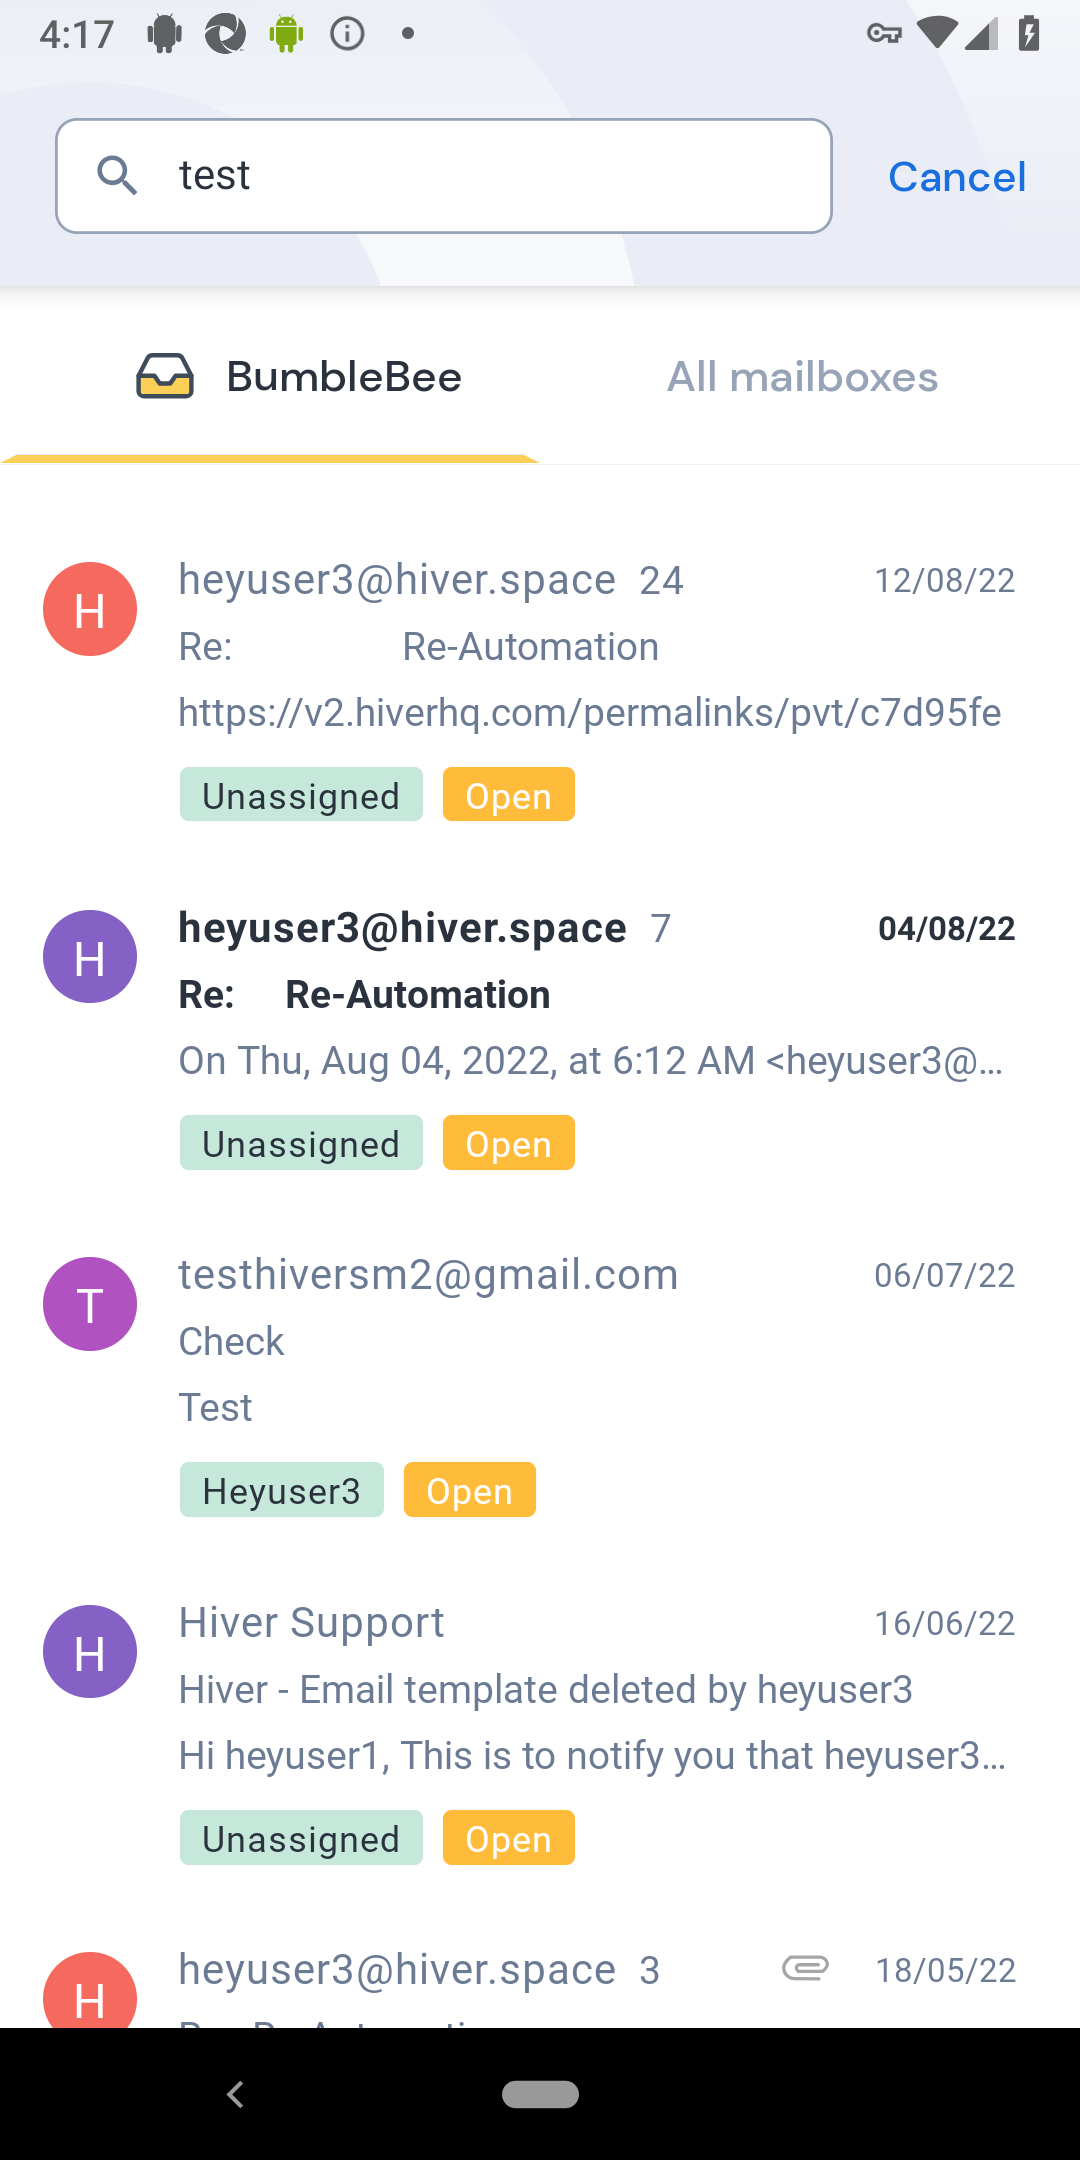 4:17
test
Cancel
BumbleBee
All mailboxes
H
heyuser3@hiver.space 24 12/08/22
Re: Re-Automation
https://v2.hiverhq.com/permalinks/pvt/c7d95fe
Unassigned Open
H
heyuser3@hiver.space 7 04/08/22
Re: Re-Automation
On Thu, Aug 04, 2022, at 6:12 AM <heyuser3@...
Unassigned Open
T
testhiversm2@gmail.com 06/07/22
Check
Test
Heyuser3 Open
H
Hiver Support 16/06/22
Hiver - Email template deleted by heyuser3
Hi heyuser1, This is to notify you that heyuser3...
Unassigned Open
H
heyuser3@hiver.space 3 18/05/22